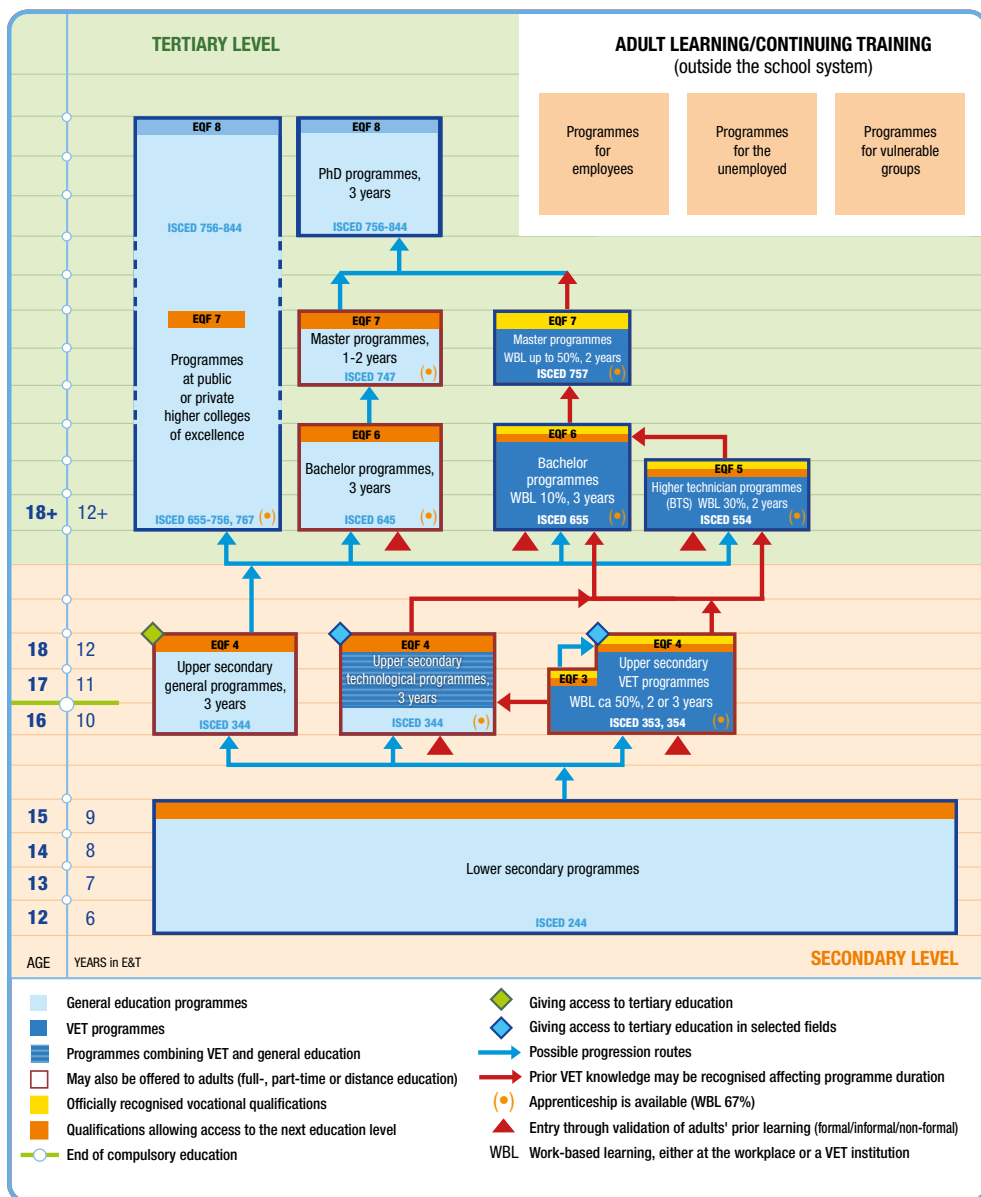 TERTIARY LEVEL
ADULT LEARNING/CONTINUING TRAINING
(outside the school system)
Programmes
for
employees
Programmes
for the
unemployed
Programmes
for vulnerable
groups
EQF 8
ISCED 756-844
EQF 7
Programmes
at public
or private
higher colleges
of excellence
ISCED 655-756, 767 (•)
EQF 8
PhD programmes,
3 years
ISCED 756-844
EQF 7
Master programmes,
1-2 years
ISCED 747 (•)
EQF 7
Master programmes
WBL up to 50%, 2 years
ISCED 757 (•)
EQF 6
Bachelor programmes,
3 years
ISCED 645 (•)
EQF 6
Bachelor
programmes
WBL 10%, 3 years
ISCED 655 (•)
EQF 5
Higher technician programmes
(BTS) WBL 30%, 2 years
ISCED 554 (•)
18+ 12+
18 12
17 11
16 10
EQF 4
Upper secondary
general programmes,
3 years
ISCED 344
EQF 4
Upper secondary
technological programmes,
3 years
ISCED 344 (•)
EQF 3
EQF 4
Upper secondary
VET programmes
WBL ca 50%, 2 or 3 years
ISCED 353, 354 (•)
15 9
14 8
13 7
12 6
Lower secondary programmes
ISCED 244
AGE YEARS in E&T
SECONDARY LEVEL
General education programmes
VET programmes
Programmes combining VET and general education
May also be offered to adults (full-, part-time or distance education)
Officially recognised vocational qualifications
Qualifications allowing access to the next education level
End of compulsory education
Giving access to tertiary education
Giving access to tertiary education in selected fields
Possible progression routes
Prior VET knowledge may be recognised affecting programme duration
(•) Apprenticeship is available (WBL 67%)
Entry through validation of adults' prior learning (formal/informal/non-formal)
WBL Work-based learning, either at the workplace or a VET institution